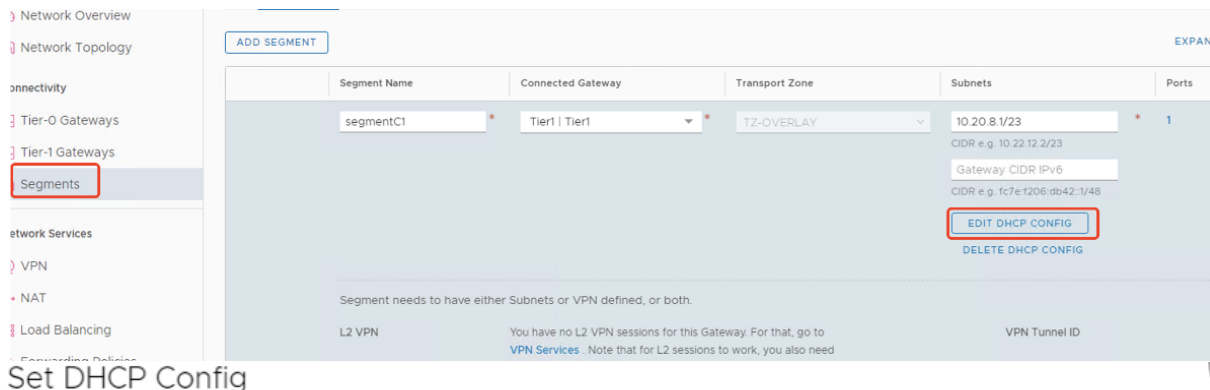 Network Overview
Network Topology
ADD SEGMENT
EXPAN
Segment Name Connected Gateway Transport Zone Subnets Ports
onnectivity
Tier-0 Gateways
Tier-1 Gateways
Segments
segmentC1 * Tier1 | Tier1 * TZ-OVERLAY 10.20.8.1/23 * 1
CIDR e.g. 10.22.12.2/23
Gateway CIDR IPv6
CIDR e.g. fc7e:f206:db42::1/48
EDIT DHCP CONFIG
DELETE DHCP CONFIG
etwork Services
VPN
NAT
Load Balancing
Forwarding Policies
Segment needs to have either Subnets or VPN defined, or both.
L2 VPN You have no L2 VPN sessions for this Gateway. For that, go to VPN Tunnel ID
VPN Services . Note that for L2 sessions to work, you also need
Set DHCP Config